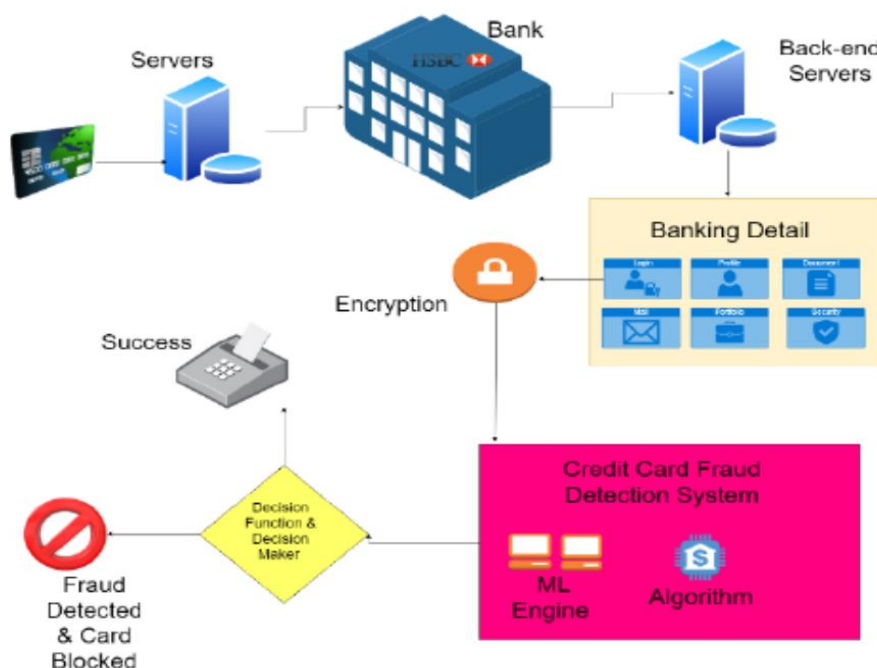 Bank
Servers
Back-end
Servers
HSBC
Banking Detail
Login
Profile
Document
Mail
Portfolio
Security
Encryption
Success
Credit Card Fraud
Detection System
Decision
Function &
Decision
Maker
ML
Engine
Algorithm
Fraud
Detected
& Card
Blocked